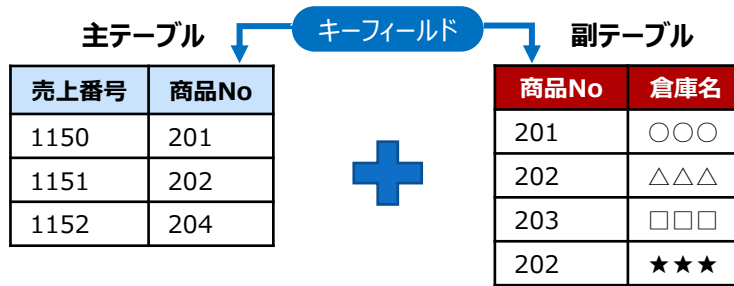 キーフィールド
主テーブル
売上番号 商品No
1150 201
1151 202
1152 204
副テーブル
商品No 倉庫名
201 ○○○
202 △△△
203 □□□
202 ★★★